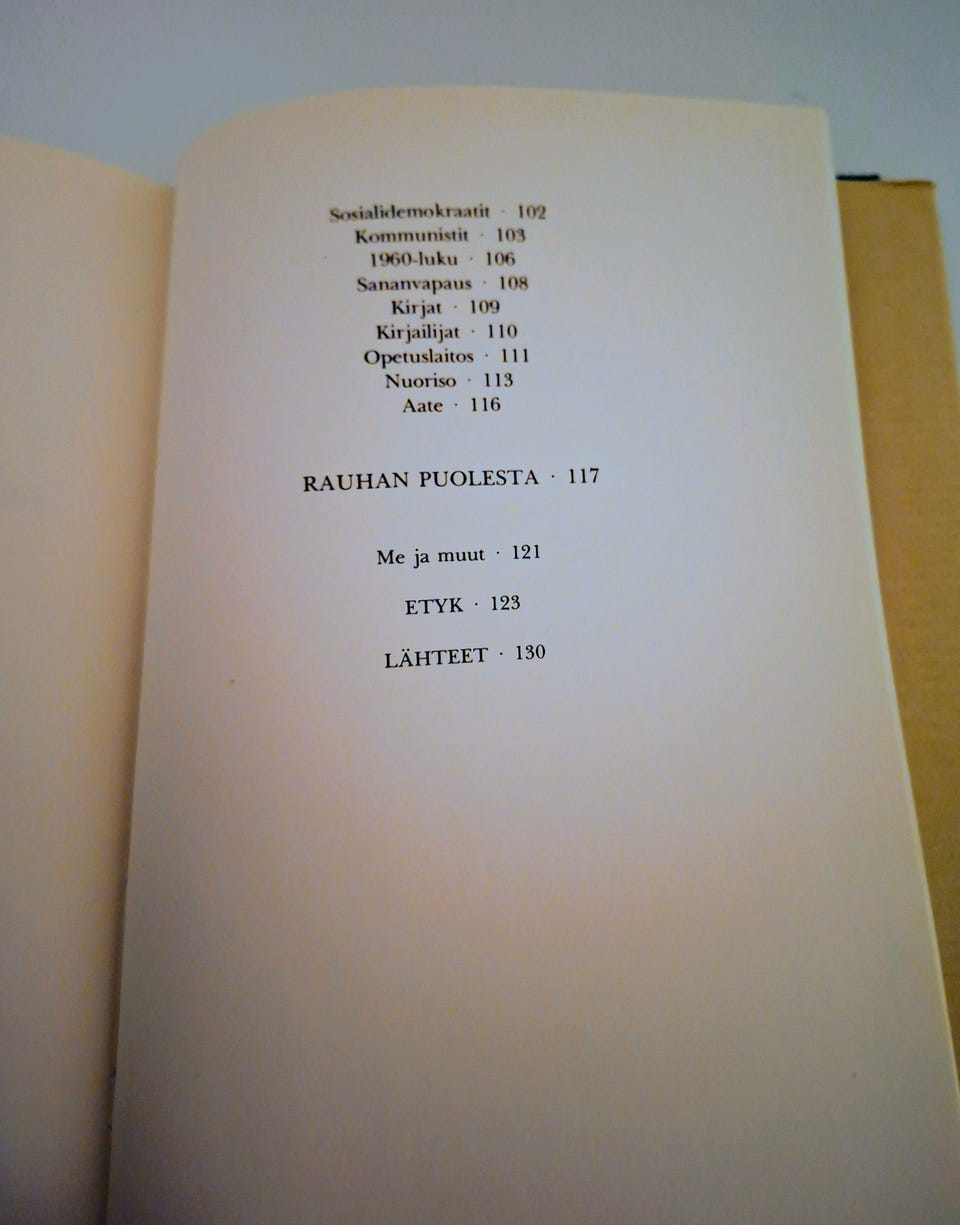 Sosialidemokraatit · 102
Kommunistit · 103
1960-luku · 106
Sananvapaus · 108
Kirjat · 109
Kirjailijat · 110
Opetuslaitos · 111
Nuoriso · 113
Aate · 116
RAUHAN PUOLESTA · 117
Me ja muut · 121
ETYK · 123
LÄHTEET · 130